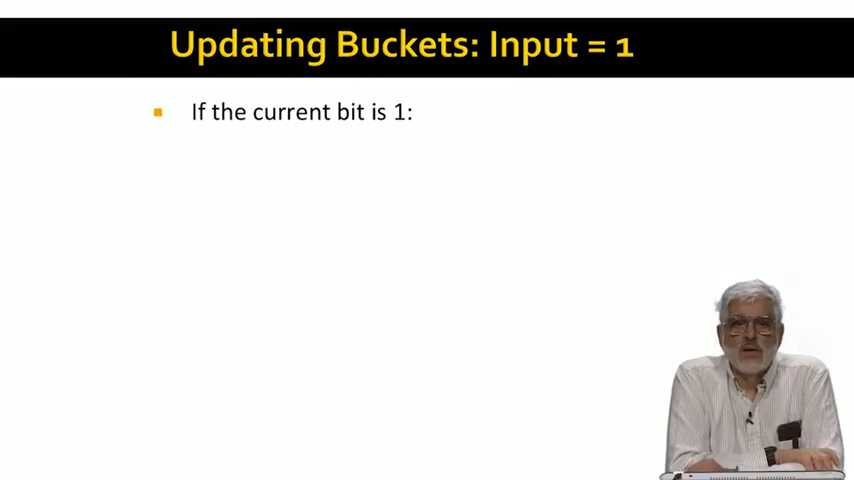 Updating Buckets: Input = 1
If the current bit is 1: